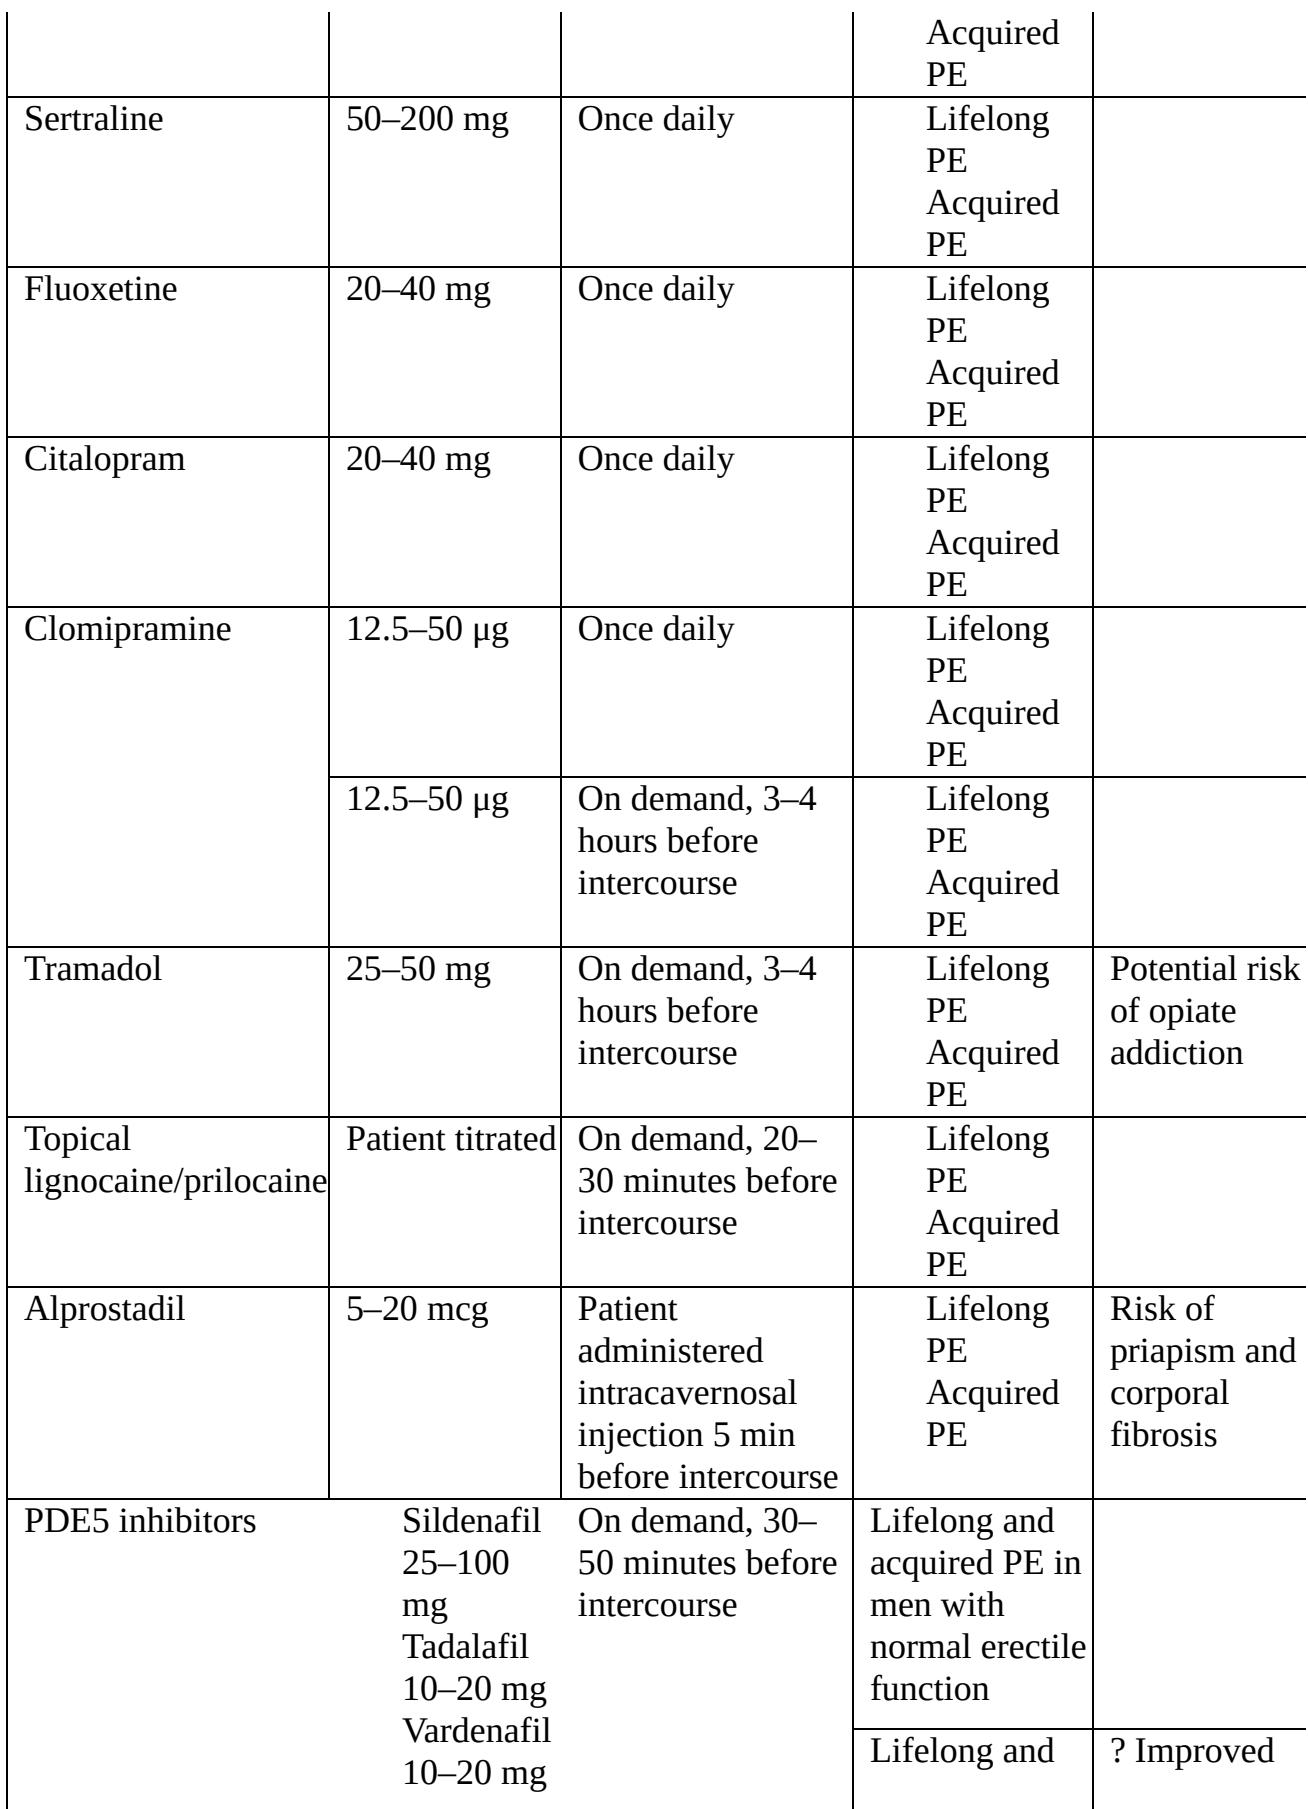 Acquired
PE
Sertraline
50–200 mg
Once daily
Lifelong
PE
Acquired
PE
Fluoxetine
20–40 mg
Once daily
Lifelong
PE
Acquired
PE
Citalopram
20–40 mg
Once daily
Lifelong
PE
Acquired
PE
Clomipramine
12.5–50 μg
Once daily
Lifelong
PE
Acquired
PE
12.5–50 μg
On demand, 3–4
hours before
intercourse
Lifelong
PE
Acquired
PE
Tramadol
25–50 mg
On demand, 3–4
hours before
intercourse
Lifelong
PE
Acquired
PE
Potential risk
of opiate
addiction
Topical
lignocaine/prilocaine
Patient titrated
On demand, 20–
30 minutes before
intercourse
Lifelong
PE
Acquired
PE
Alprostadil
5–20 mcg
Patient
administered
intracavernosal
injection 5 min
before intercourse
Lifelong
PE
Acquired
PE
Risk of
priapism and
corporal
fibrosis
PDE5 inhibitors
Sildenafil
25–100
mg
Tadalafil
10–20 mg
Vardenafil
10–20 mg
On demand, 30–
50 minutes before
intercourse
Lifelong and
acquired PE in
men with
normal erectile
function
Lifelong and
? Improved